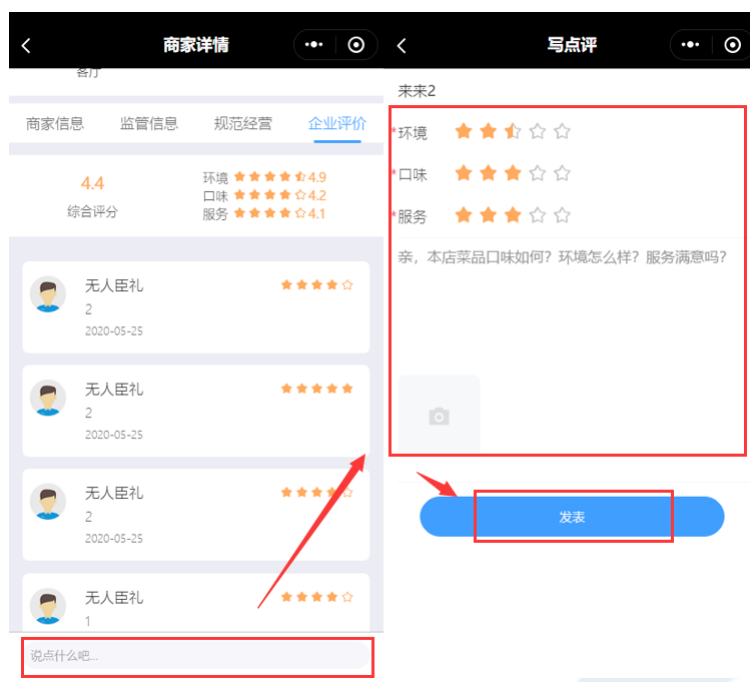 商家详情
客厅
商家信息 监管信息 规范经营 企业评价
4.4
综合评分
环境 4.9
口味 4.2
服务 4.1
无人臣礼
2
2020-05-25
无人臣礼
2
2020-05-25
无人臣礼
2
2020-05-25
无人臣礼
1
说点什么吧...
写点评
来来2
*环境
*口味
*服务
亲，本店菜品口味如何？环境怎么样？服务满意吗？
发表